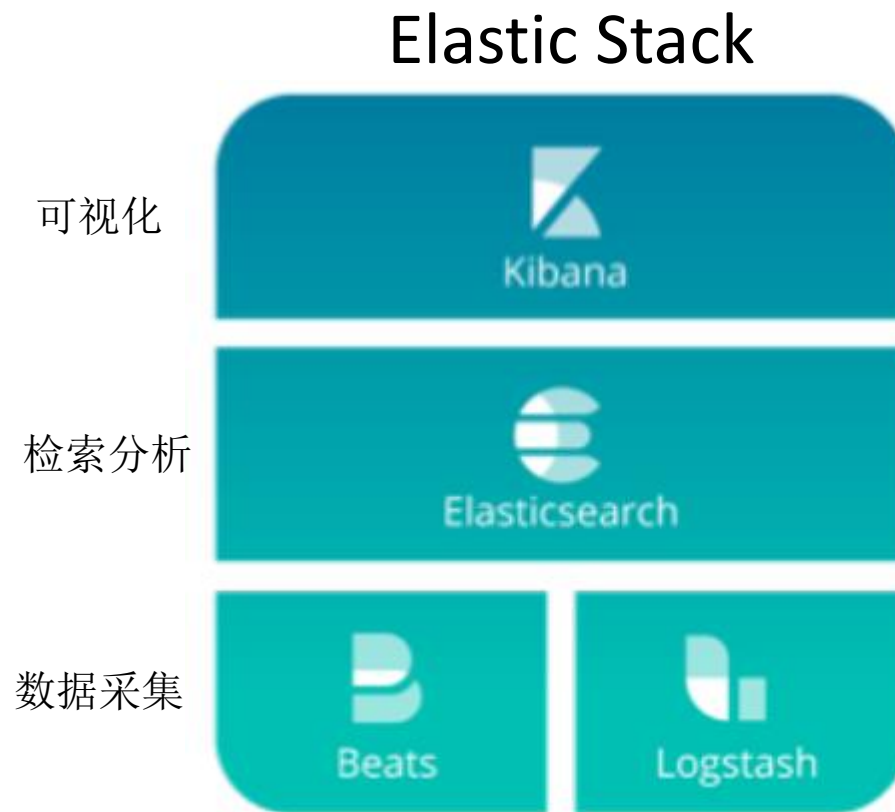 Elastic Stack
可视化
Kibana
检索分析
Elasticsearch
数据采集
Beats
Logstash